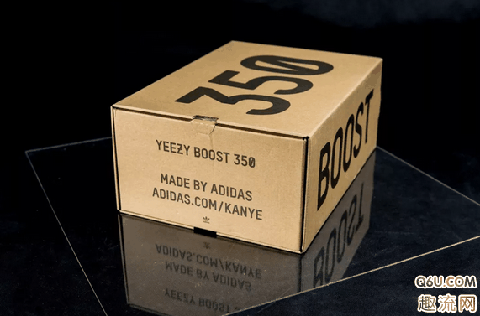 350
BOOST
YEEZY BOOST 350
MADE BY ADIDAS
ADIDAS.COM/KANYE
Q6U.COM
趣流网